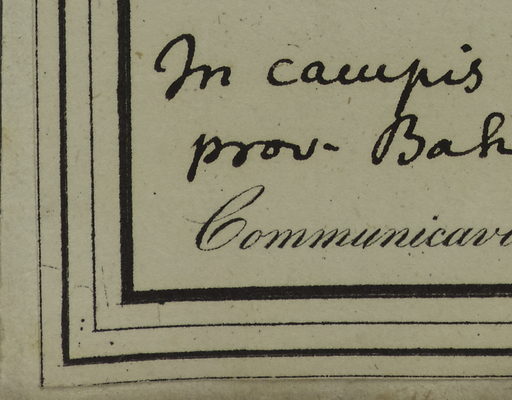 In campis
prov. Bah
Communicavi